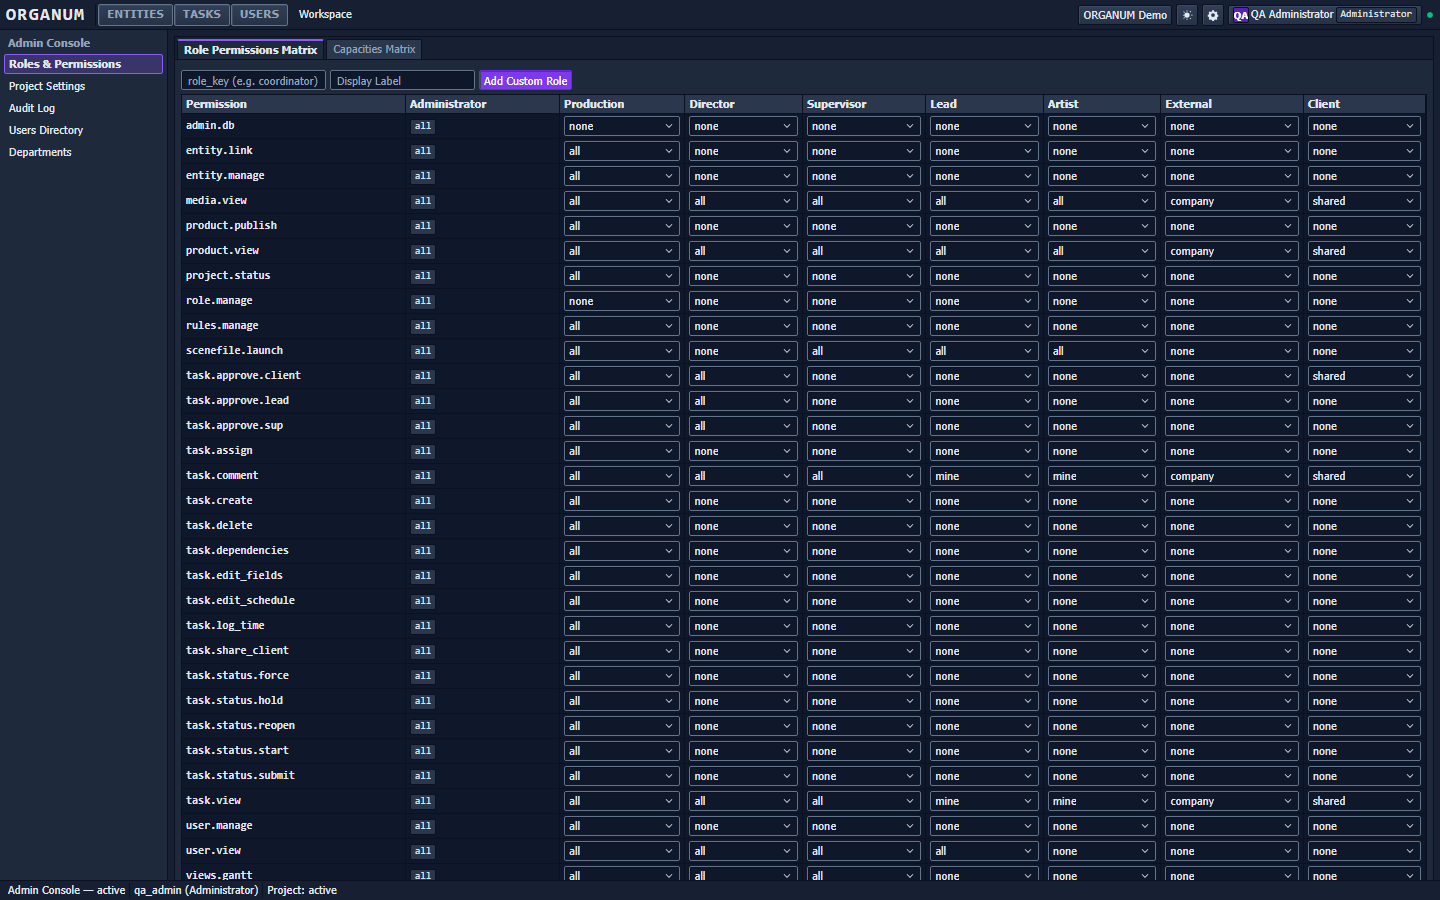 ORGANUM ENTITIES TASKS USERS Workspace ORGANUM Demo QA QA Administrator Administrator
Admin Console
Roles & Permissions
Project Settings
Audit Log
Users Directory
Departments
Role Permissions Matrix Capacities Matrix
role_key (e.g. coordinator) Display Label Add Custom Role
Permission Administrator Production Director Supervisor Lead Artist External Client
admin.db all none none none none none none none
entity.link all all none none none none none none
entity.manage all all none none none none none none
media.view all all all all all all company shared
product.publish all all none none none none none none
product.view all all all all all all company shared
project.status all all none none none none none none
role.manage all none none none none none none none
rules.manage all all none none none none none none
scenefile.launch all all none all all all none none
task.approve.client all all all none none none none shared
task.approve.lead all all all none none none none none
task.approve.sup all all all none none none none none
task.assign all all none none none none none none
task.comment all all all all mine mine company shared
task.create all all none none none none none none
task.delete all all none none none none none none
task.dependencies all all none none none none none none
task.edit_fields all all none none none none none none
task.edit_schedule all all none none none none none none
task.log_time all all none none none none none none
task.share_client all all none none none none none none
task.status.force all all none none none none none none
task.status.hold all all none none none none none none
task.status.reopen all all none none none none none none
task.status.start all all none none none none none none
task.status.submit all all none none none none none none
task.view all all all all mine mine company shared
user.manage all all none none none none none none
user.view all all all all all none none none
views.gantt all all all all none none none none
Admin Console — active qa_admin (Administrator) Project: active